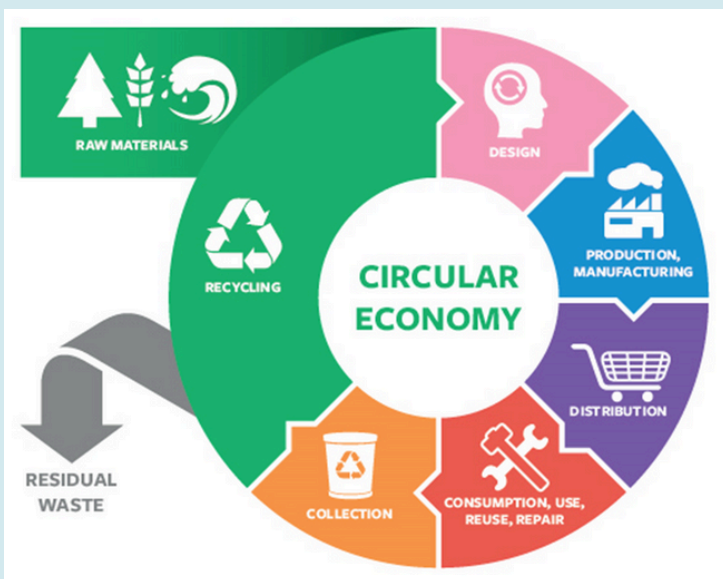 RAW MATERIALS
DESIGN
PRODUCTION,
MANUFACTURING
DISTRIBUTION
CONSUMPTION, USE,
REUSE, REPAIR
COLLECTION
RECYCLING
CIRCULAR
ECONOMY
RESIDUAL
WASTE